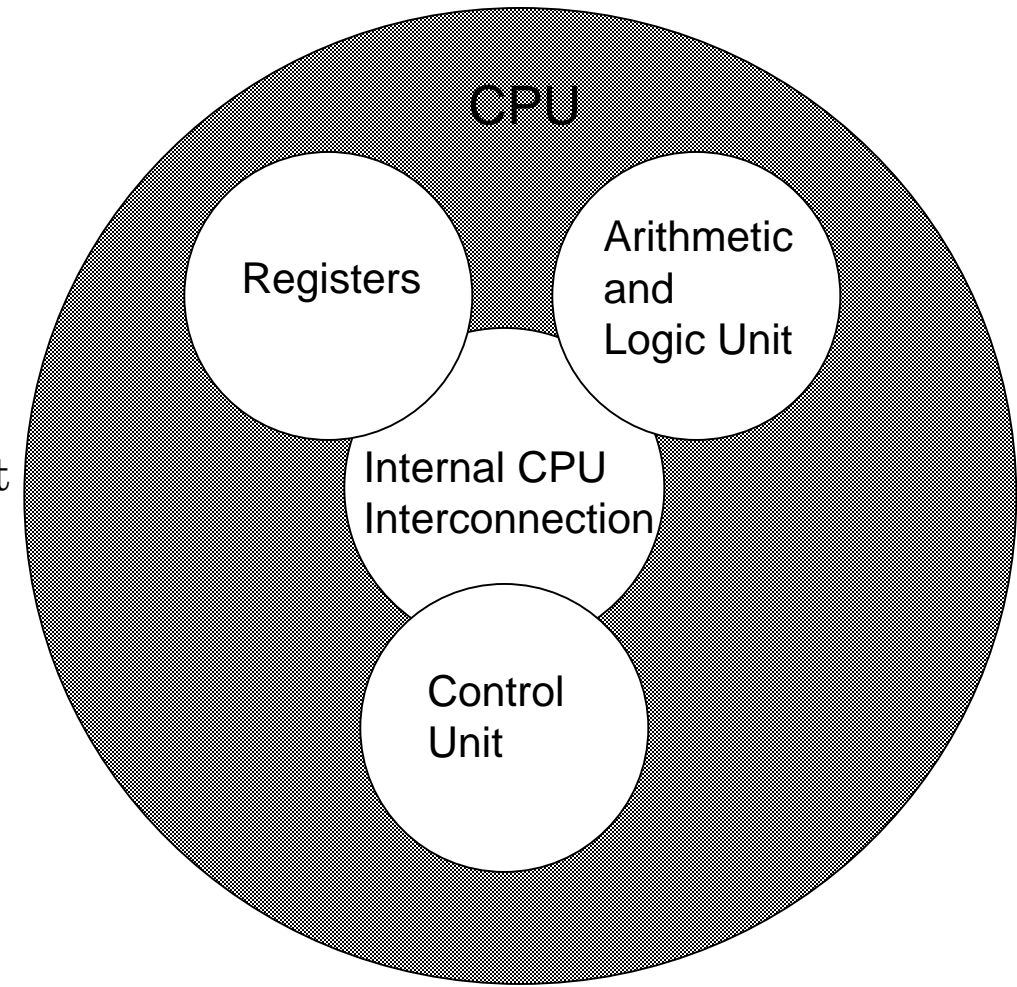 CPU
Registers
Arithmetic
and
Logic Unit
t
Internal CPU
Interconnection
Control
Unit